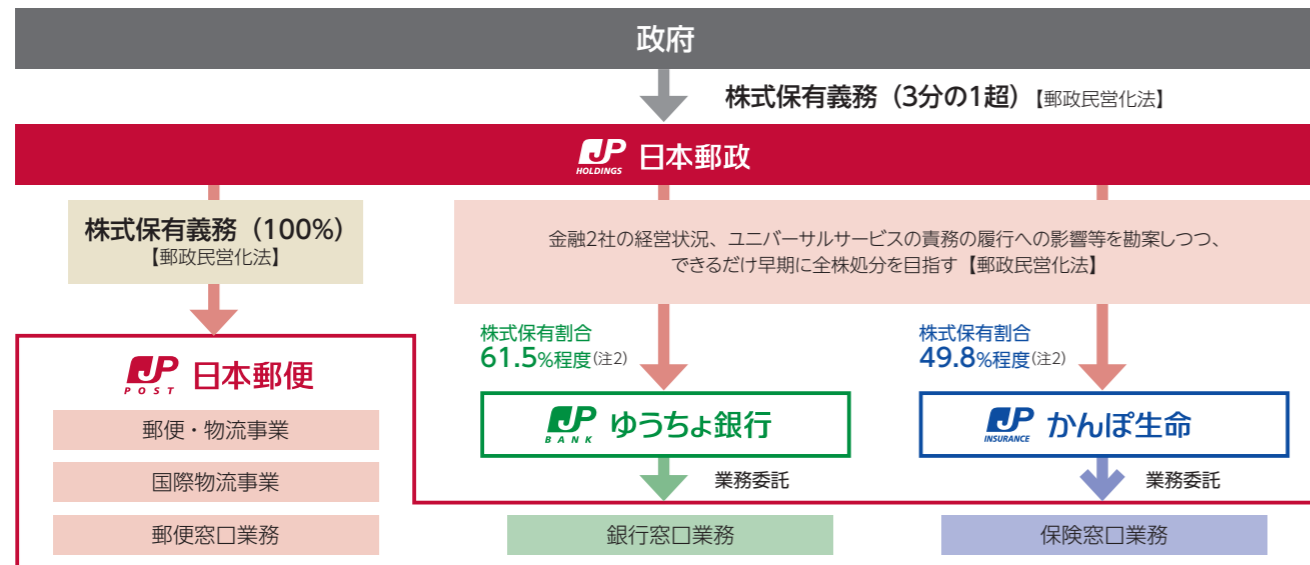 政府
株式保有義務（3分の1超）【郵政民営化法】
JP HOLDINGS 日本郵政
株式保有義務（100%）
【郵政民営化法】
金融2社の経営状況、ユニバーサルサービスの責務の履行への影響等を勘案しつつ、
できるだけ早期に全株処分を目指す【郵政民営化法】
株式保有割合
61.5%程度(注2)
株式保有割合
49.8%程度(注2)
JP POST 日本郵便
JP BANK ゆうちょ銀行
JP INSURANCE かんぽ生命
郵便・物流事業
国際物流事業
郵便窓口業務
業務委託
業務委託
銀行窓口業務
保険窓口業務